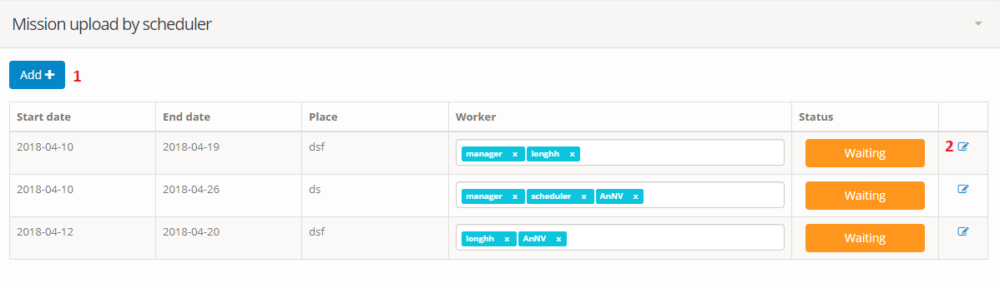 Mission upload by scheduler
Add + 1
Start date End date Place Worker Status
2018-04-10 2018-04-19 dsf manager x longhh x Waiting 2
2018-04-10 2018-04-26 ds manager x scheduler x AnNV x Waiting
2018-04-12 2018-04-20 dsf longhh x AnNV x Waiting